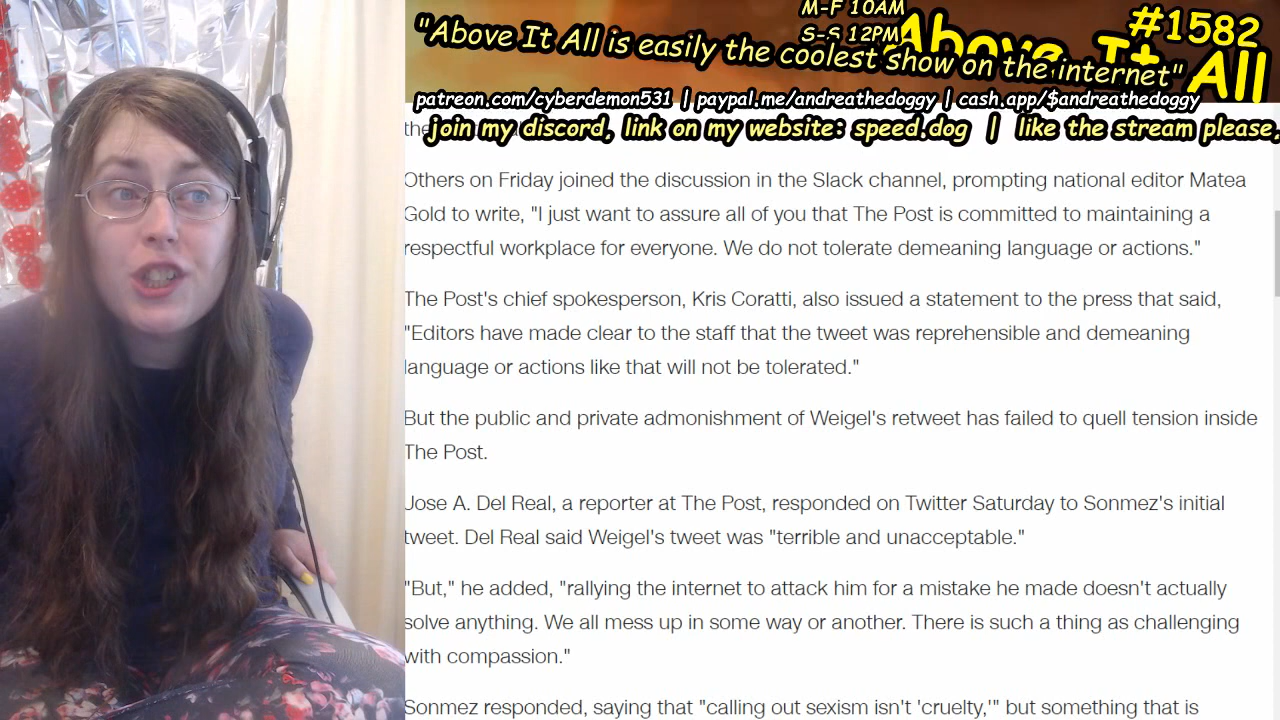 M-F 10AM
S-S 12PM
Above It All
#1582
"Above It All is easily the coolest show on the internet"
patreon.com/cyberdemon531 | paypal.me/andreathedoggy | cash.app/$andreathedoggy
join my discord, link on my website: speed.dog | like the stream please.
Others on Friday joined the discussion in the Slack channel, prompting national editor Matea
Gold to write, "I just want to assure all of you that The Post is committed to maintaining a
respectful workplace for everyone. We do not tolerate demeaning language or actions."
The Post's chief spokesperson, Kris Coratti, also issued a statement to the press that said,
"Editors have made clear to the staff that the tweet was reprehensible and demeaning
language or actions like that will not be tolerated."
But the public and private admonishment of Weigel's retweet has failed to quell tension inside
The Post.
Jose A. Del Real, a reporter at The Post, responded on Twitter Saturday to Sonmez's initial
tweet. Del Real said Weigel's tweet was "terrible and unacceptable."
"But," he added, "rallying the internet to attack him for a mistake he made doesn't actually
solve anything. We all mess up in some way or another. There is such a thing as challenging
with compassion."
Sonmez responded, saying that "calling out sexism isn't 'cruelty,'" but something that is